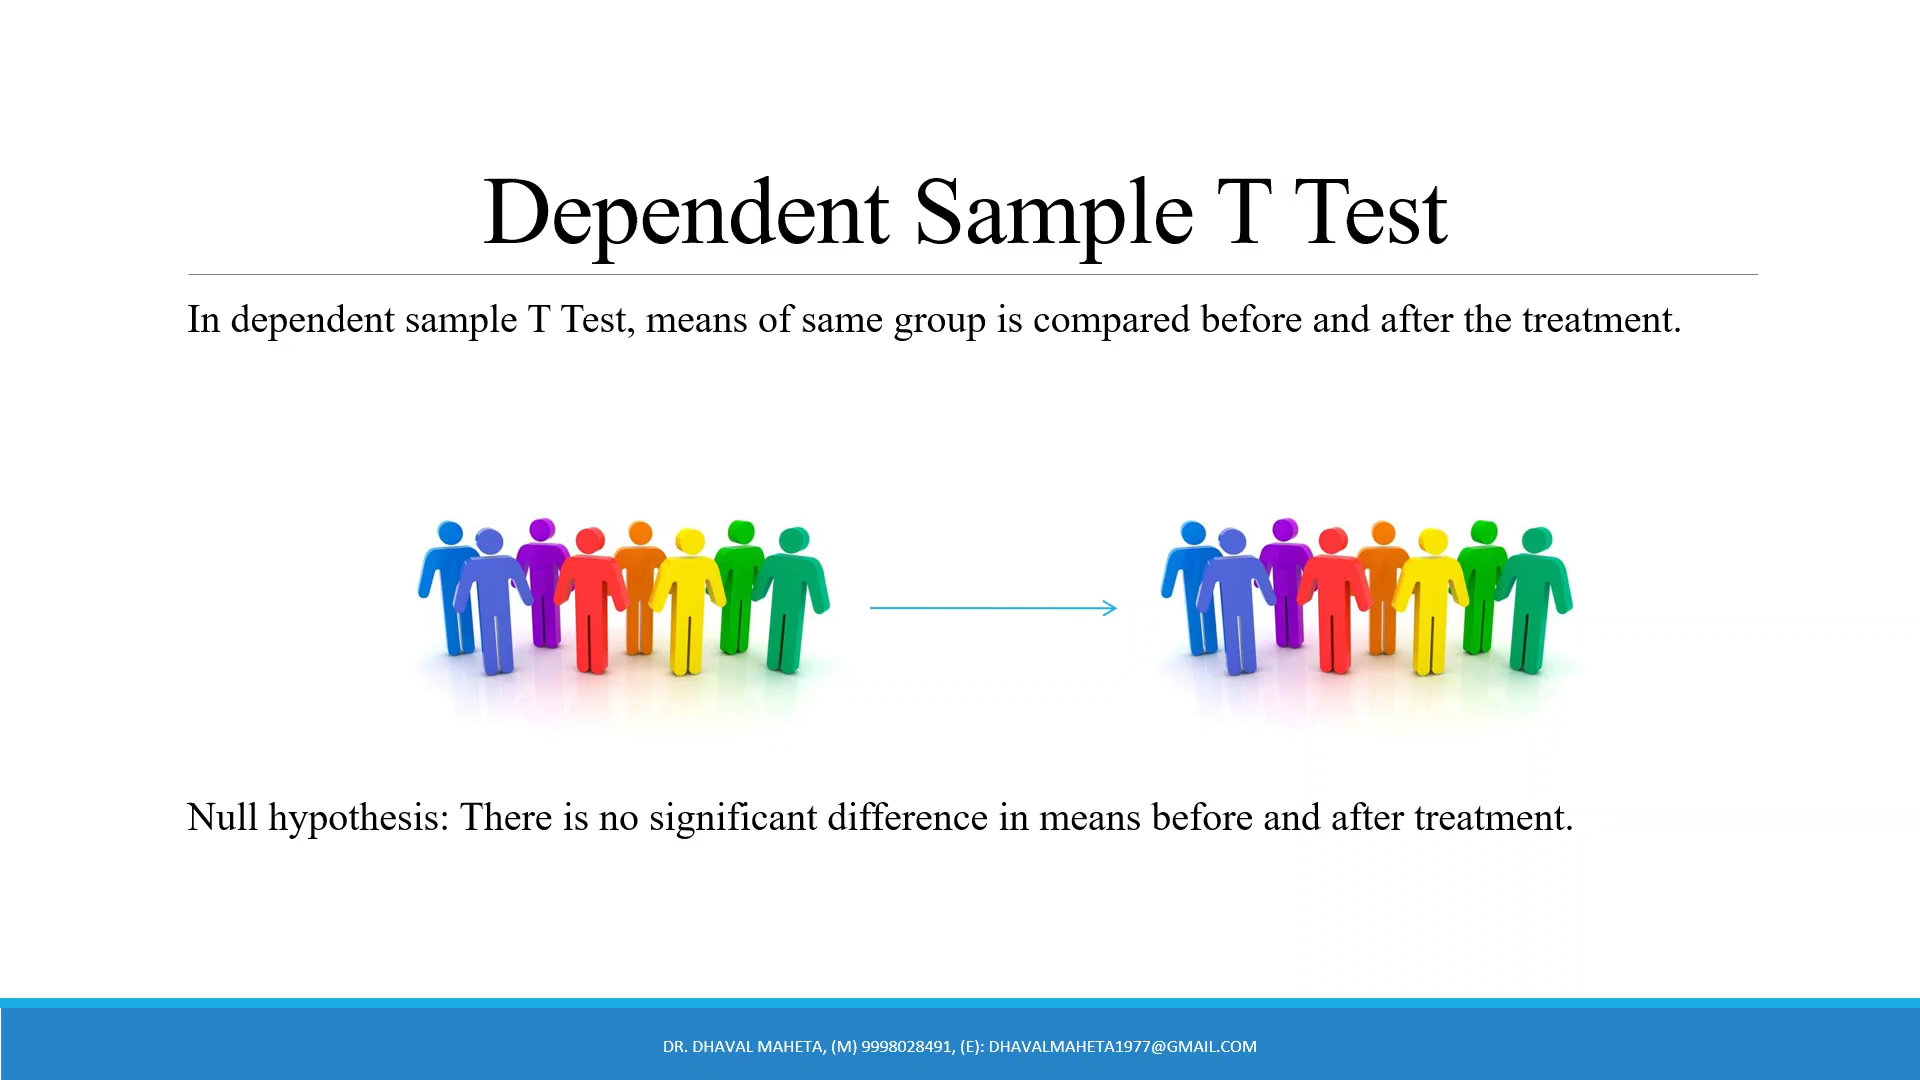 Dependent Sample T Test
In dependent sample T Test, means of same group is compared before and after the treatment.
Null hypothesis: There is no significant difference in means before and after treatment.
DR. DHAVAL MAHETA, (M) 9998028491, (E): DHAVALMAHETA1977@GMAIL.COM